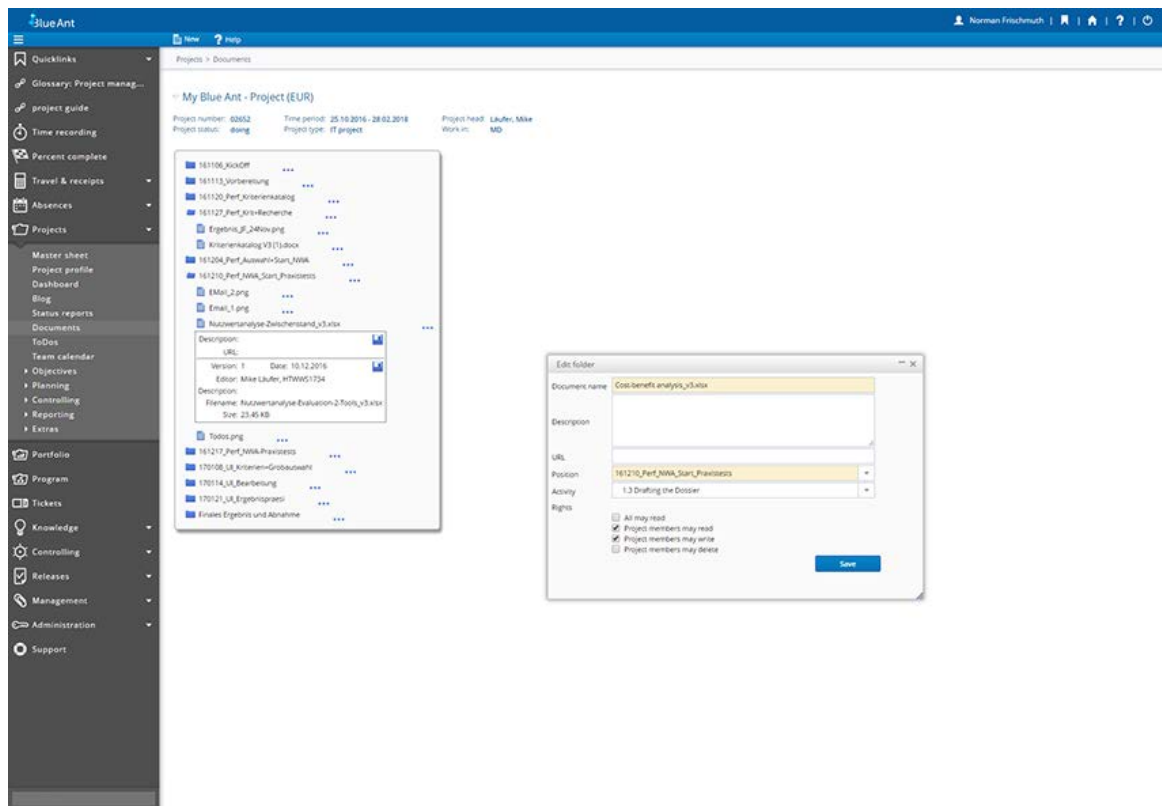 BlueAnt
Norman Frischmuth
New ? Help
Quicklinks
Glossary: Project manag...
project guide
Time recording
Percent complete
Travel & receipts
Absences
Projects
Master sheet
Project profile
Dashboard
Blog
Status reports
Documents
ToDos
Team calendar
Objectives
Planning
Controlling
Reporting
Extras
Portfolio
Program
Tickets
Knowledge
Controlling
Releases
Management
Administration
Support
Projects > Documents
My Blue Ant - Project (EUR)
Project number: 02652 Time period: 25.10.2016 - 28.02.2018 Project head: Läufer, Mike
Project status: doing Project type: IT project Work in: MD
161106_KickOff ...
161113_Vorbereitung ...
161120_Perf_Kriterienkatalog ...
161127_Perf_Krit+Recherche ...
Ergebnis_JF_24Nov.png ...
Kriterienkatalog V3 (1).docx ...
161204_Perf_Auswahl+Start_NWA ...
161210_Perf_NWA_Start_Praxistests ...
EMail_2.png ...
Email_1.png ...
Nutzwertanalyse-Zwischenstand_v3.xlsx ...
Description:
URL:
Version: 1 Date: 10.12.2016
Editor: Mike Läufer, HTWWS1734
Description:
Filename: Nutzwertanalyse-Evaluation-2-Tools_v3.xlsx
Size: 23.45 KB
Todos.png ...
161217_Perf_NWA-Praxistests ...
170108_UI_Kriterien+Grobauswahl ...
170114_UI_Bearbeitung ...
170121_UI_Ergebnispraesi ...
Finales Ergebnis und Abnahme ...
Edit folder
Document name Cost-benefit analysis_v3.xlsx
Description
URL
Position 161210_Perf_NWA_Start_Praxistests
Activity 1.3 Drafting the Dossier
Rights
All may read
Project members may read
Project members may write
Project members may delete
Save